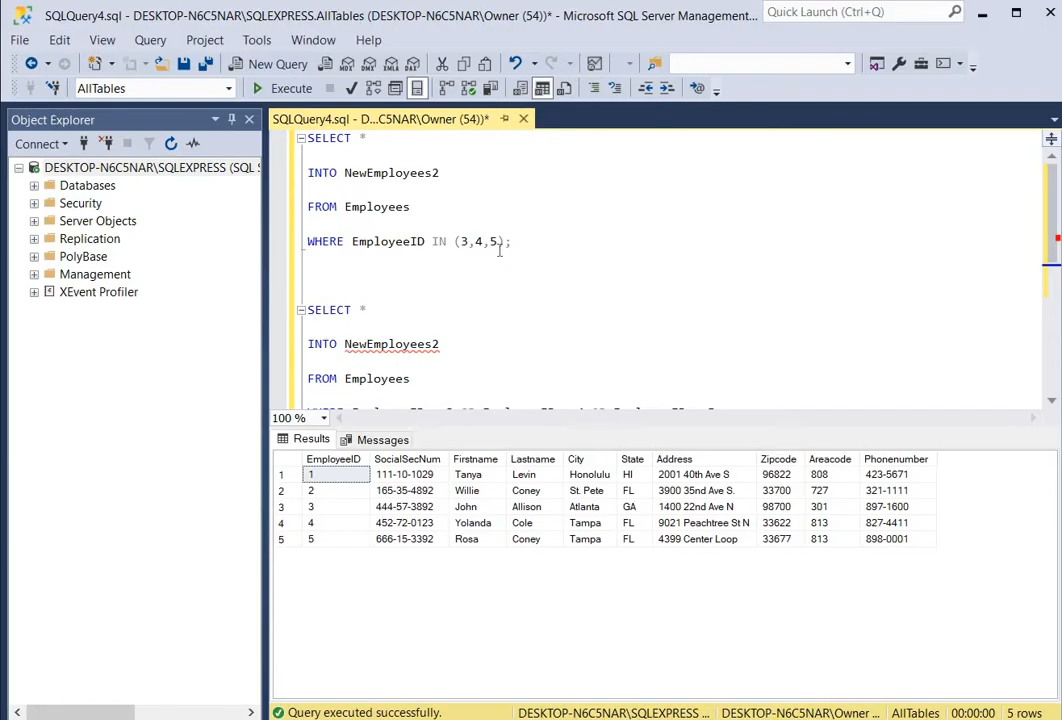 SQLQuery4.sql - DESKTOP-N6C5NAR\SQLEXPRESS.AllTables (DESKTOP-N6C5NAR\Owner (54))* - Microsoft SQL Server Management...
Quick Launch (Ctrl+Q)
File Edit View Query Project Tools Window Help
New Query MDX DMX XMLA DAX
AllTables Execute
Object Explorer
SQLQuery4.sql - D...C5NAR\Owner (54))*
Connect
DESKTOP-N6C5NAR\SQLEXPRESS (SQL S
Databases
Security
Server Objects
Replication
PolyBase
Management
XEvent Profiler
SELECT *
INTO NewEmployees2
FROM Employees
WHERE EmployeeID IN (3,4,5);
SELECT *
INTO NewEmployees2
FROM Employees
100 %
Results Messages
EmployeeID SocialSecNum Firstname Lastname City State Address Zipcode Areacode Phonenumber
1 1 111-10-1029 Tanya Levin Honolulu HI 2001 40th Ave S 96822 808 423-5671
2 2 165-35-4892 Willie Coney St. Pete FL 3900 35nd Ave S. 33700 727 321-1111
3 3 444-57-3892 John Allison Atlanta GA 1400 22nd Ave N 98700 301 897-1600
4 4 452-72-0123 Yolanda Cole Tampa FL 9021 Peachtree St N 33622 813 827-4411
5 5 666-15-3392 Rosa Coney Tampa FL 4399 Center Loop 33677 813 898-0001
Query executed successfully.
DESKTOP-N6C5NAR\SQLEXPRESS ... DESKTOP-N6C5NAR\Owner ... AllTables 00:00:00 5 rows